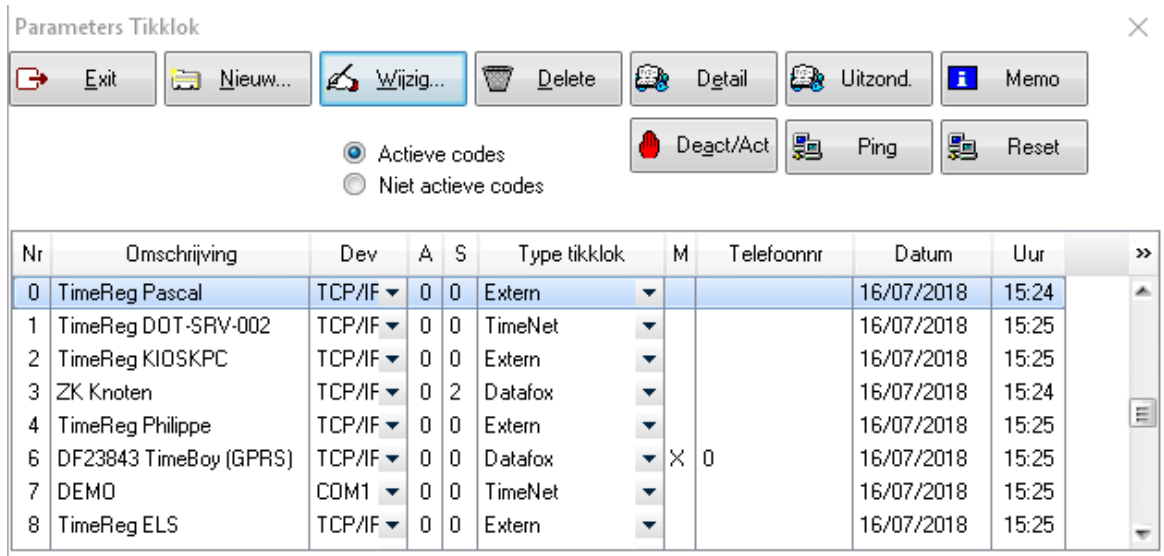 Parameters Tikklok
Exit Nieuw... Wijzig... Delete Detail Uitzond. Memo
Deact/Act Ping Reset
Actieve codes
Niet actieve codes
Nr Omschrijving Dev A S Type tikklok M Telefoonnr Datum Uur »
0 TimeReg Pascal TCP/IF 0 0 Extern 16/07/2018 15:24
1 TimeReg DOT-SRV-002 TCP/IF 0 0 TimeNet 16/07/2018 15:25
2 TimeReg KIOSKPC TCP/IF 0 0 Extern 16/07/2018 15:25
3 ZK Knoten TCP/IF 0 2 Datafox 16/07/2018 15:24
4 TimeReg Philippe TCP/IF 0 0 Extern 16/07/2018 15:25
6 DF23843 TimeBoy (GPRS) TCP/IF 0 0 Datafox X 0 16/07/2018 15:25
7 DEMO COM1 0 0 TimeNet 16/07/2018 15:25
8 TimeReg ELS TCP/IF 0 0 Extern 16/07/2018 15:25